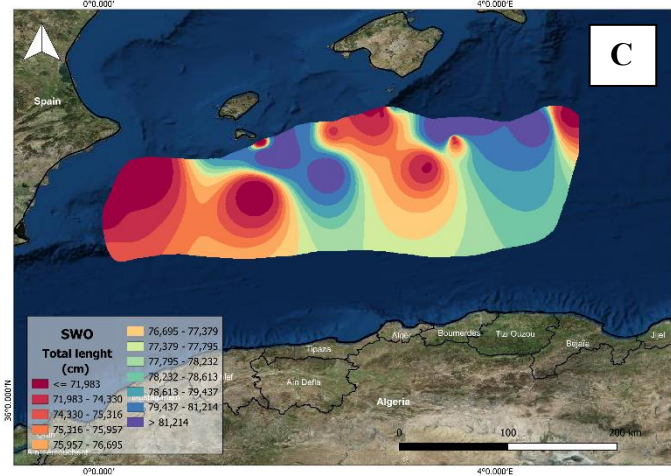 0°0.000'
4°0.000'E
C
Spain
SWO
Total lenght
(cm)
<= 71,983
71,983 - 74,330
74,330 - 75,316
75,316 - 75,957
75,957 - 76,695
76,695 - 77,379
77,379 - 77,795
77,795 - 78,232
78,232 - 78,613
78,613 - 79,437
79,437 - 81,214
> 81,214
Tipaza
Alger
Boumerdes
Tizi Ouzou
Bejaia
Jijel
Ain Defla
Algeria
36°0.000'N
0
100
200 km
0°0.000'
4°0.000'E